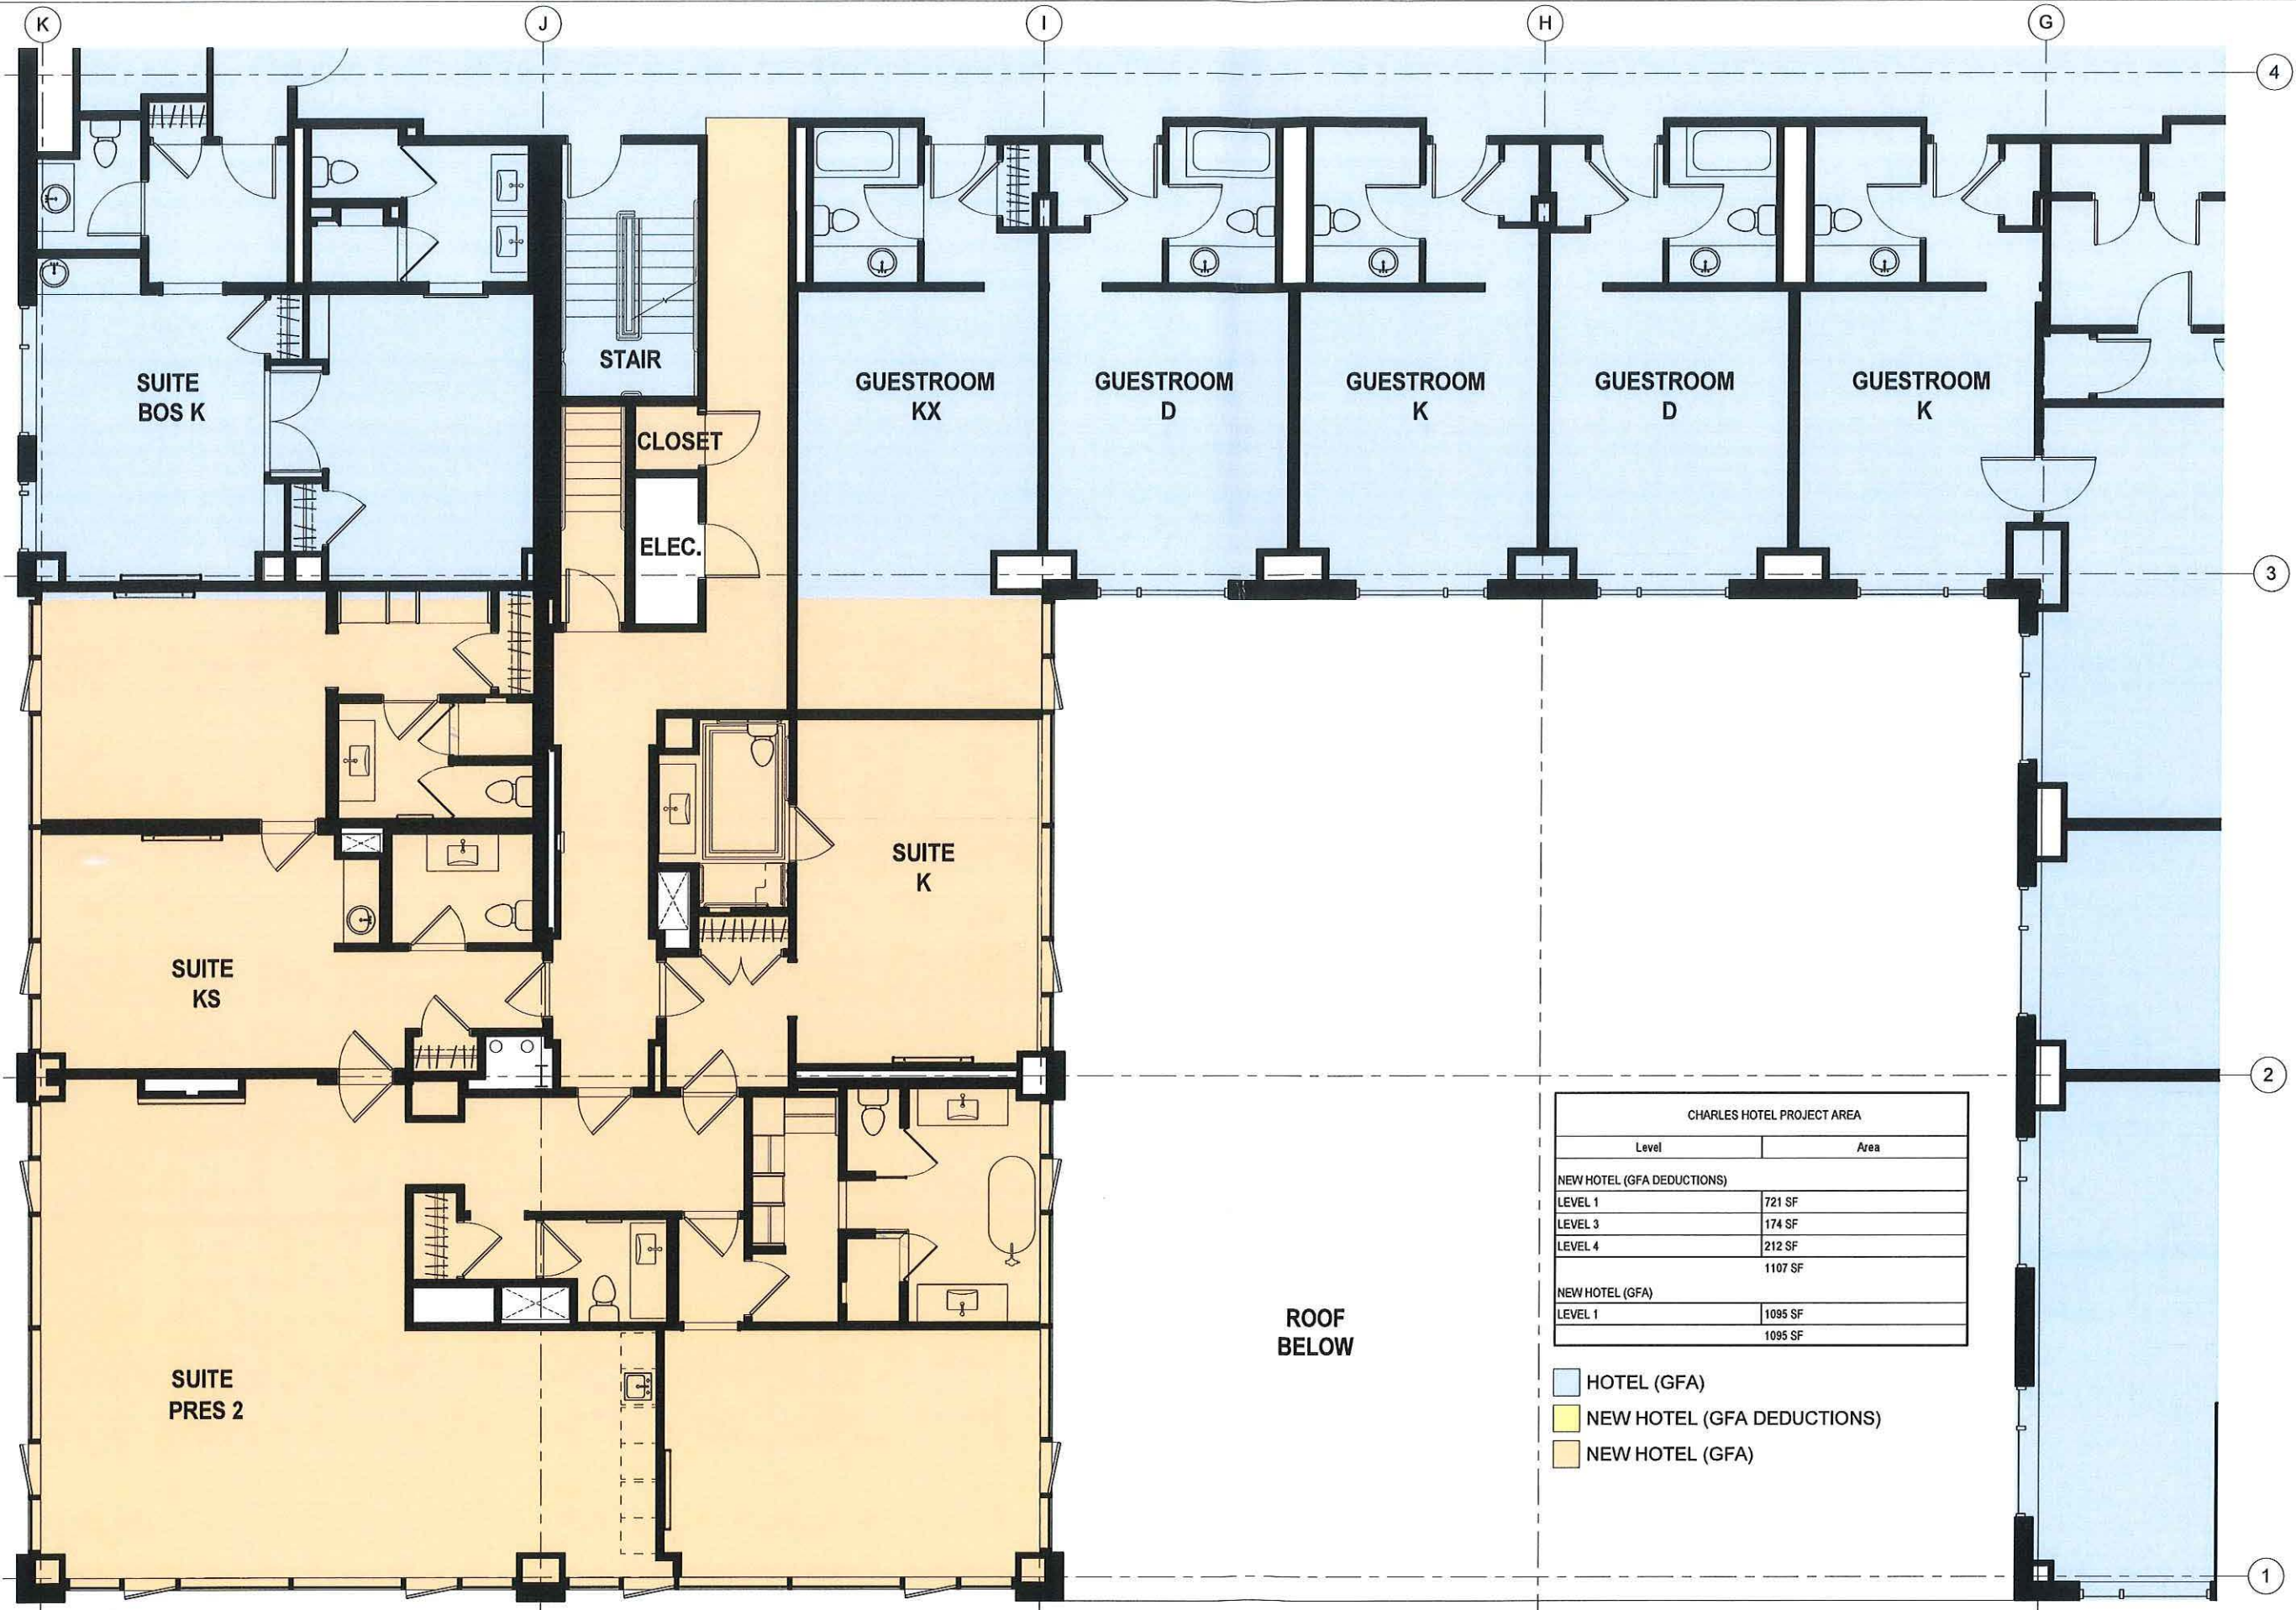 K
J
I
H
G
4
STAIR
SUITE
BOS K
GUESTROOM
KX
GUESTROOM
D
GUESTROOM
K
GUESTROOM
D
GUESTROOM
K
CLOSET
ELEC.
3
SUITE
K
SUITE
KS
2
CHARLES HOTEL PROJECT AREA
Level Area
NEW HOTEL (GFA DEDUCTIONS)
LEVEL 1 721 SF
LEVEL 3 174 SF
LEVEL 4 212 SF
1107 SF
NEW HOTEL (GFA)
LEVEL 1 1095 SF
1095 SF
ROOF
BELOW
SUITE
PRES 2
HOTEL (GFA)
NEW HOTEL (GFA DEDUCTIONS)
NEW HOTEL (GFA)
1